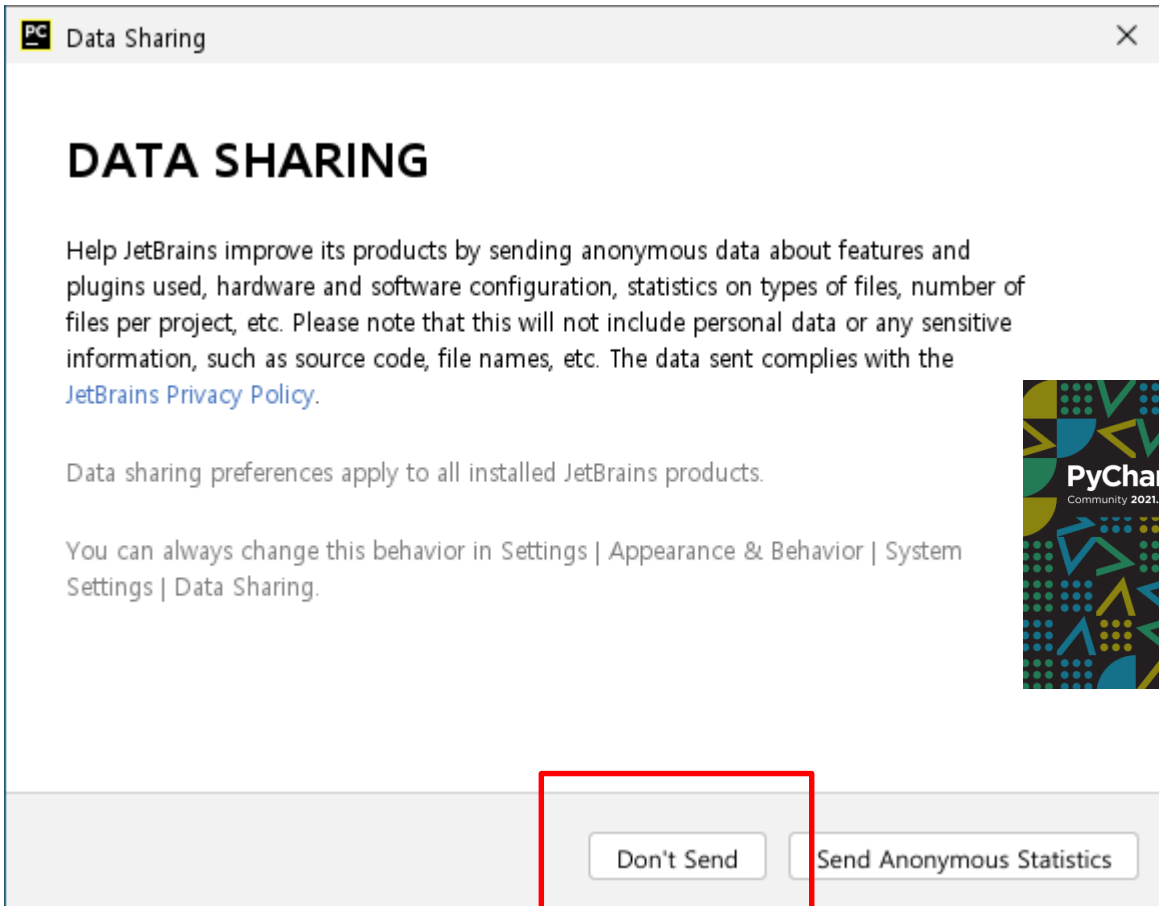 PC Data Sharing
DATA SHARING
Help JetBrains improve its products by sending anonymous data about features and
plugins used, hardware and software configuration, statistics on types of files, number of
files per project, etc. Please note that this will not include personal data or any sensitive
information, such as source code, file names, etc. The data sent complies with the
JetBrains Privacy Policy.
Data sharing preferences apply to all installed JetBrains products.
PyChar
Community 2021.
You can always change this behavior in Settings | Appearance & Behavior | System
Settings | Data Sharing.
Don't Send
Send Anonymous Statistics